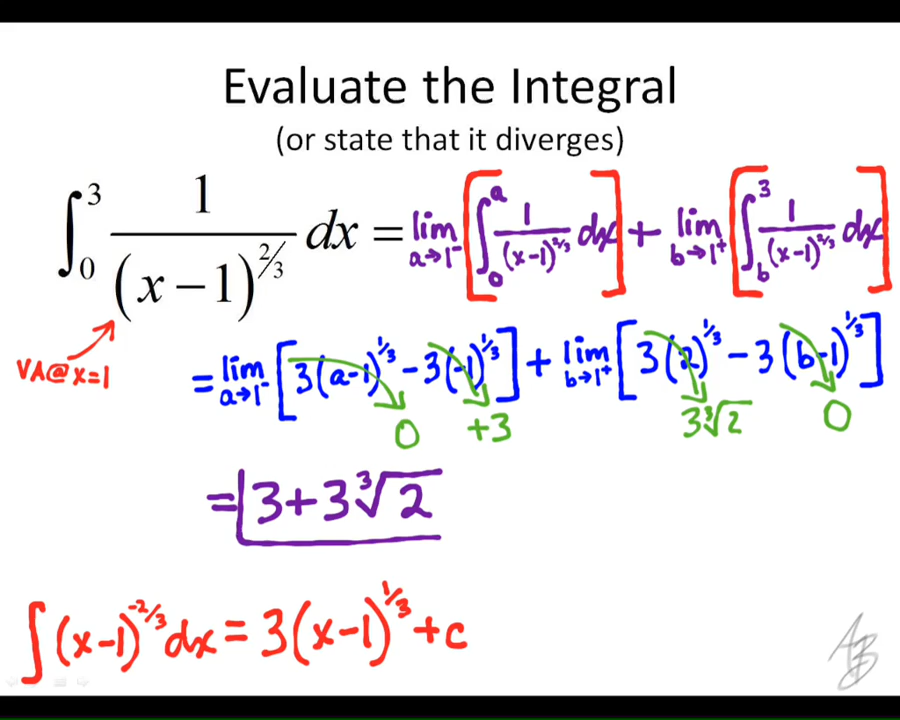 Evaluate the Integral
(or state that it diverges)
∫₀³ 1/(x−1)^(2/3) dx = lim a→1⁻ [∫₀ᵃ 1/(x−1)^(2/3) dx] + lim b→1⁺ [∫_b³ 1/(x−1)^(2/3) dx]
VA@x=1
= lim a→1⁻ [3(a−1)^(1/3) − 3(−1)^(1/3)] + lim b→1⁺ [3(2)^(1/3) − 3(b−1)^(1/3)]
0 +3 3∛2 0
= 3+3∛2
∫(x−1)^(−2/3) dx = 3(x−1)^(1/3) + c